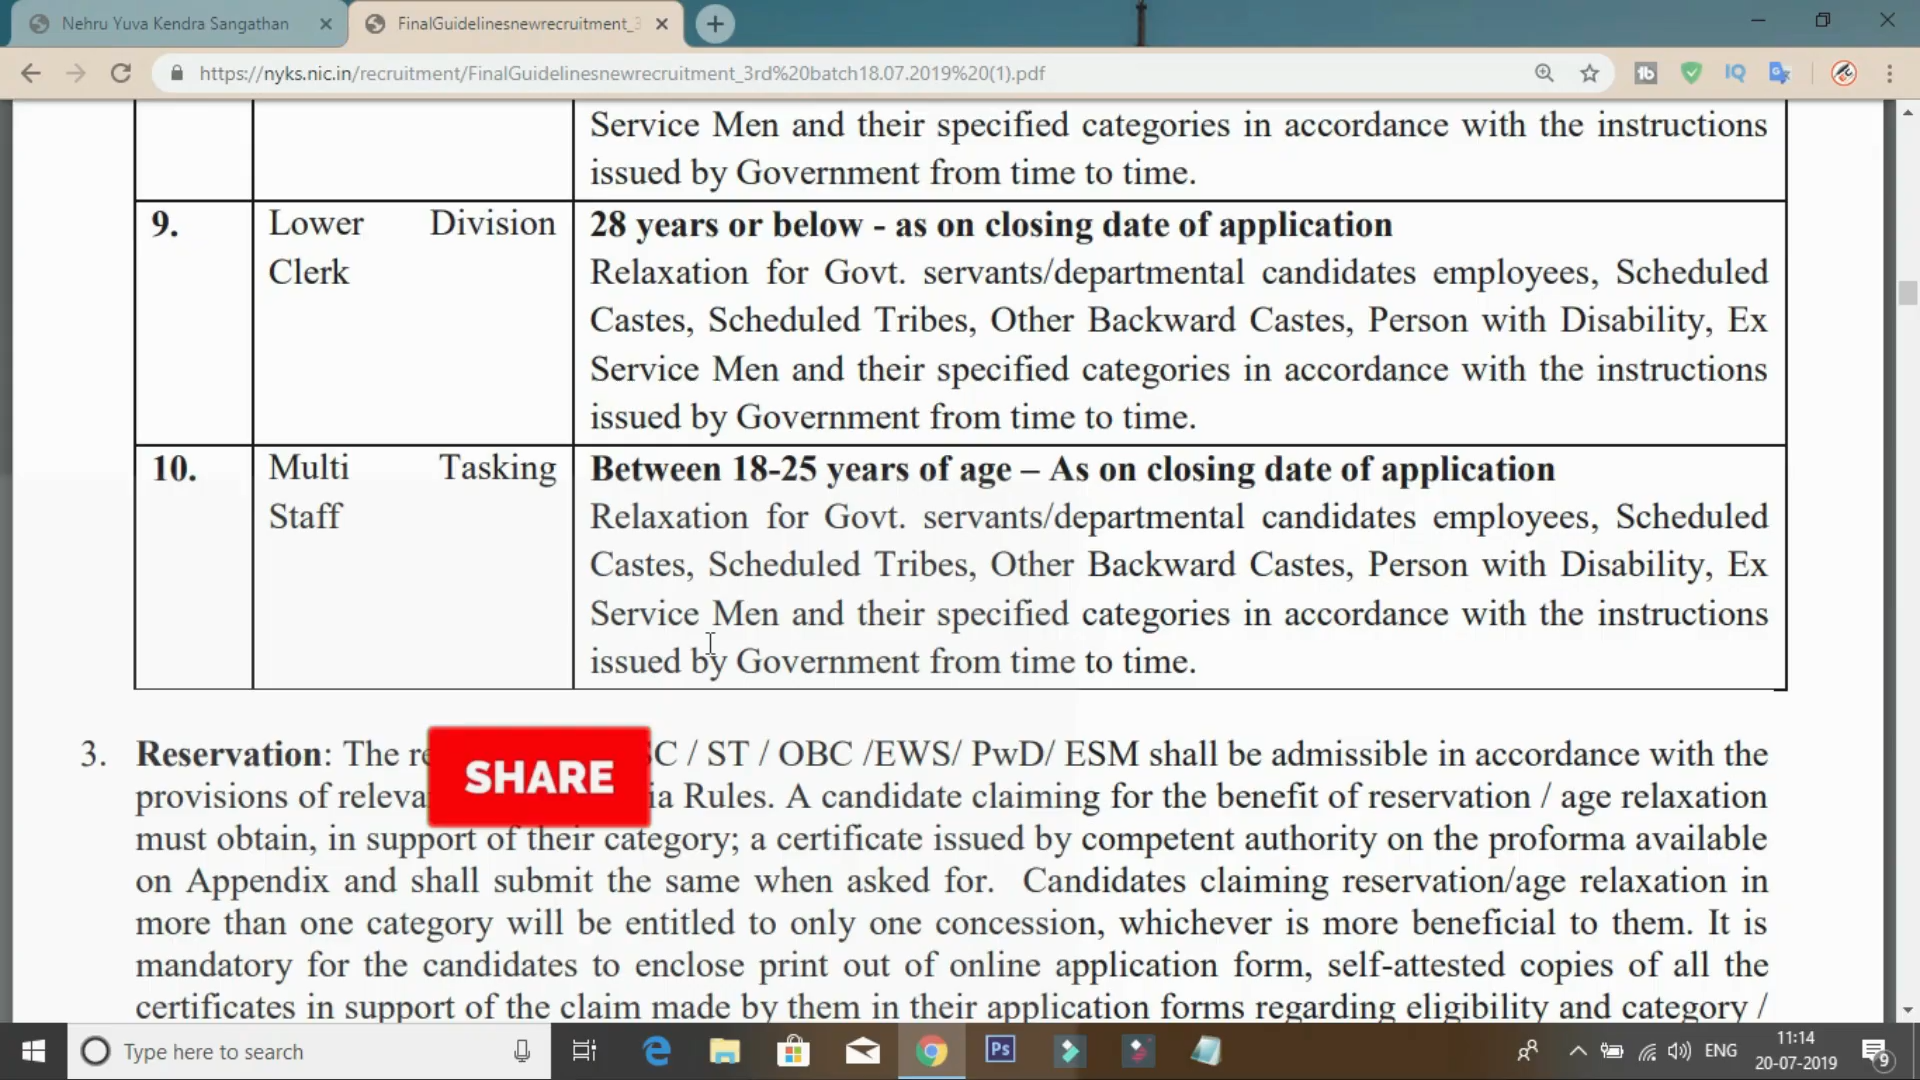 Nehru Yuva Kendra Sangathan
FinalGuidelinesnewrecruitment_3
https://nyks.nic.in/recruitment/FinalGuidelinesnewrecruitment_3rd%20batch18.07.2019%20(1).pdf
Service Men and their specified categories in accordance with the instructions
issued by Government from time to time.
9. Lower Division Clerk
28 years or below - as on closing date of application
Relaxation for Govt. servants/departmental candidates employees, Scheduled
Castes, Scheduled Tribes, Other Backward Castes, Person with Disability, Ex
Service Men and their specified categories in accordance with the instructions
issued by Government from time to time.
10. Multi Tasking Staff
Between 18-25 years of age – As on closing date of application
Relaxation for Govt. servants/departmental candidates employees, Scheduled
Castes, Scheduled Tribes, Other Backward Castes, Person with Disability, Ex
Service Men and their specified categories in accordance with the instructions
issued by Government from time to time.
3. Reservation: The SC / ST / OBC /EWS/ PwD/ ESM shall be admissible in accordance with the
SHARE
provisions of Rules. A candidate claiming for the benefit of reservation / age relaxation
must obtain, in support of their category; a certificate issued by competent authority on the proforma available
on Appendix and shall submit the same when asked for. Candidates claiming reservation/age relaxation in
more than one category will be entitled to only one concession, whichever is more beneficial to them. It is
mandatory for the candidates to enclose print out of online application form, self-attested copies of all the
certificates in support of the claim made by them in their application forms regarding eligibility and category /
Type here to search
Ps
ENG
11:14
20-07-2019
9